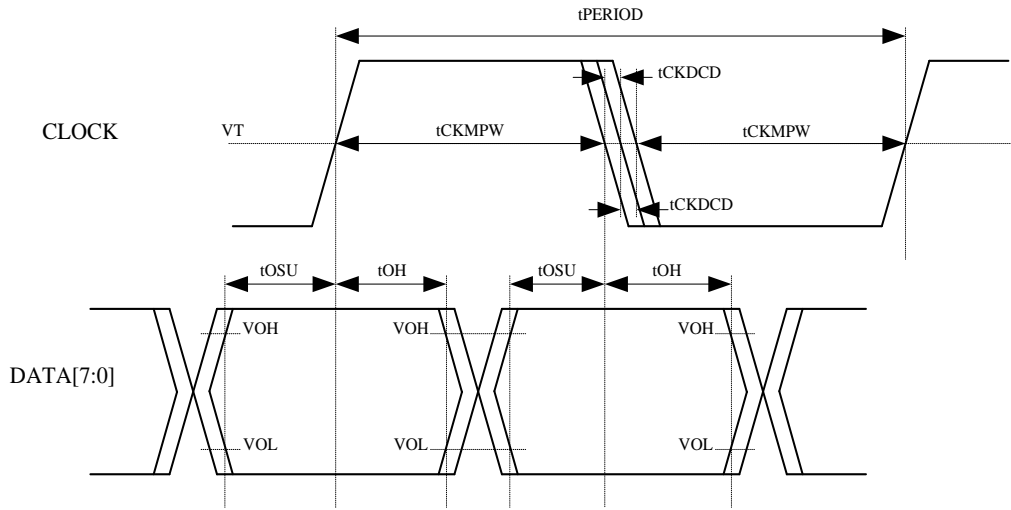 tPERIOD
tCKDCD
CLOCK VT tCKMPW tCKMPW
tCKDCD
tOSU tOH tOSU tOH
VOH VOH VOH
DATA[7:0]
VOL VOL VOL